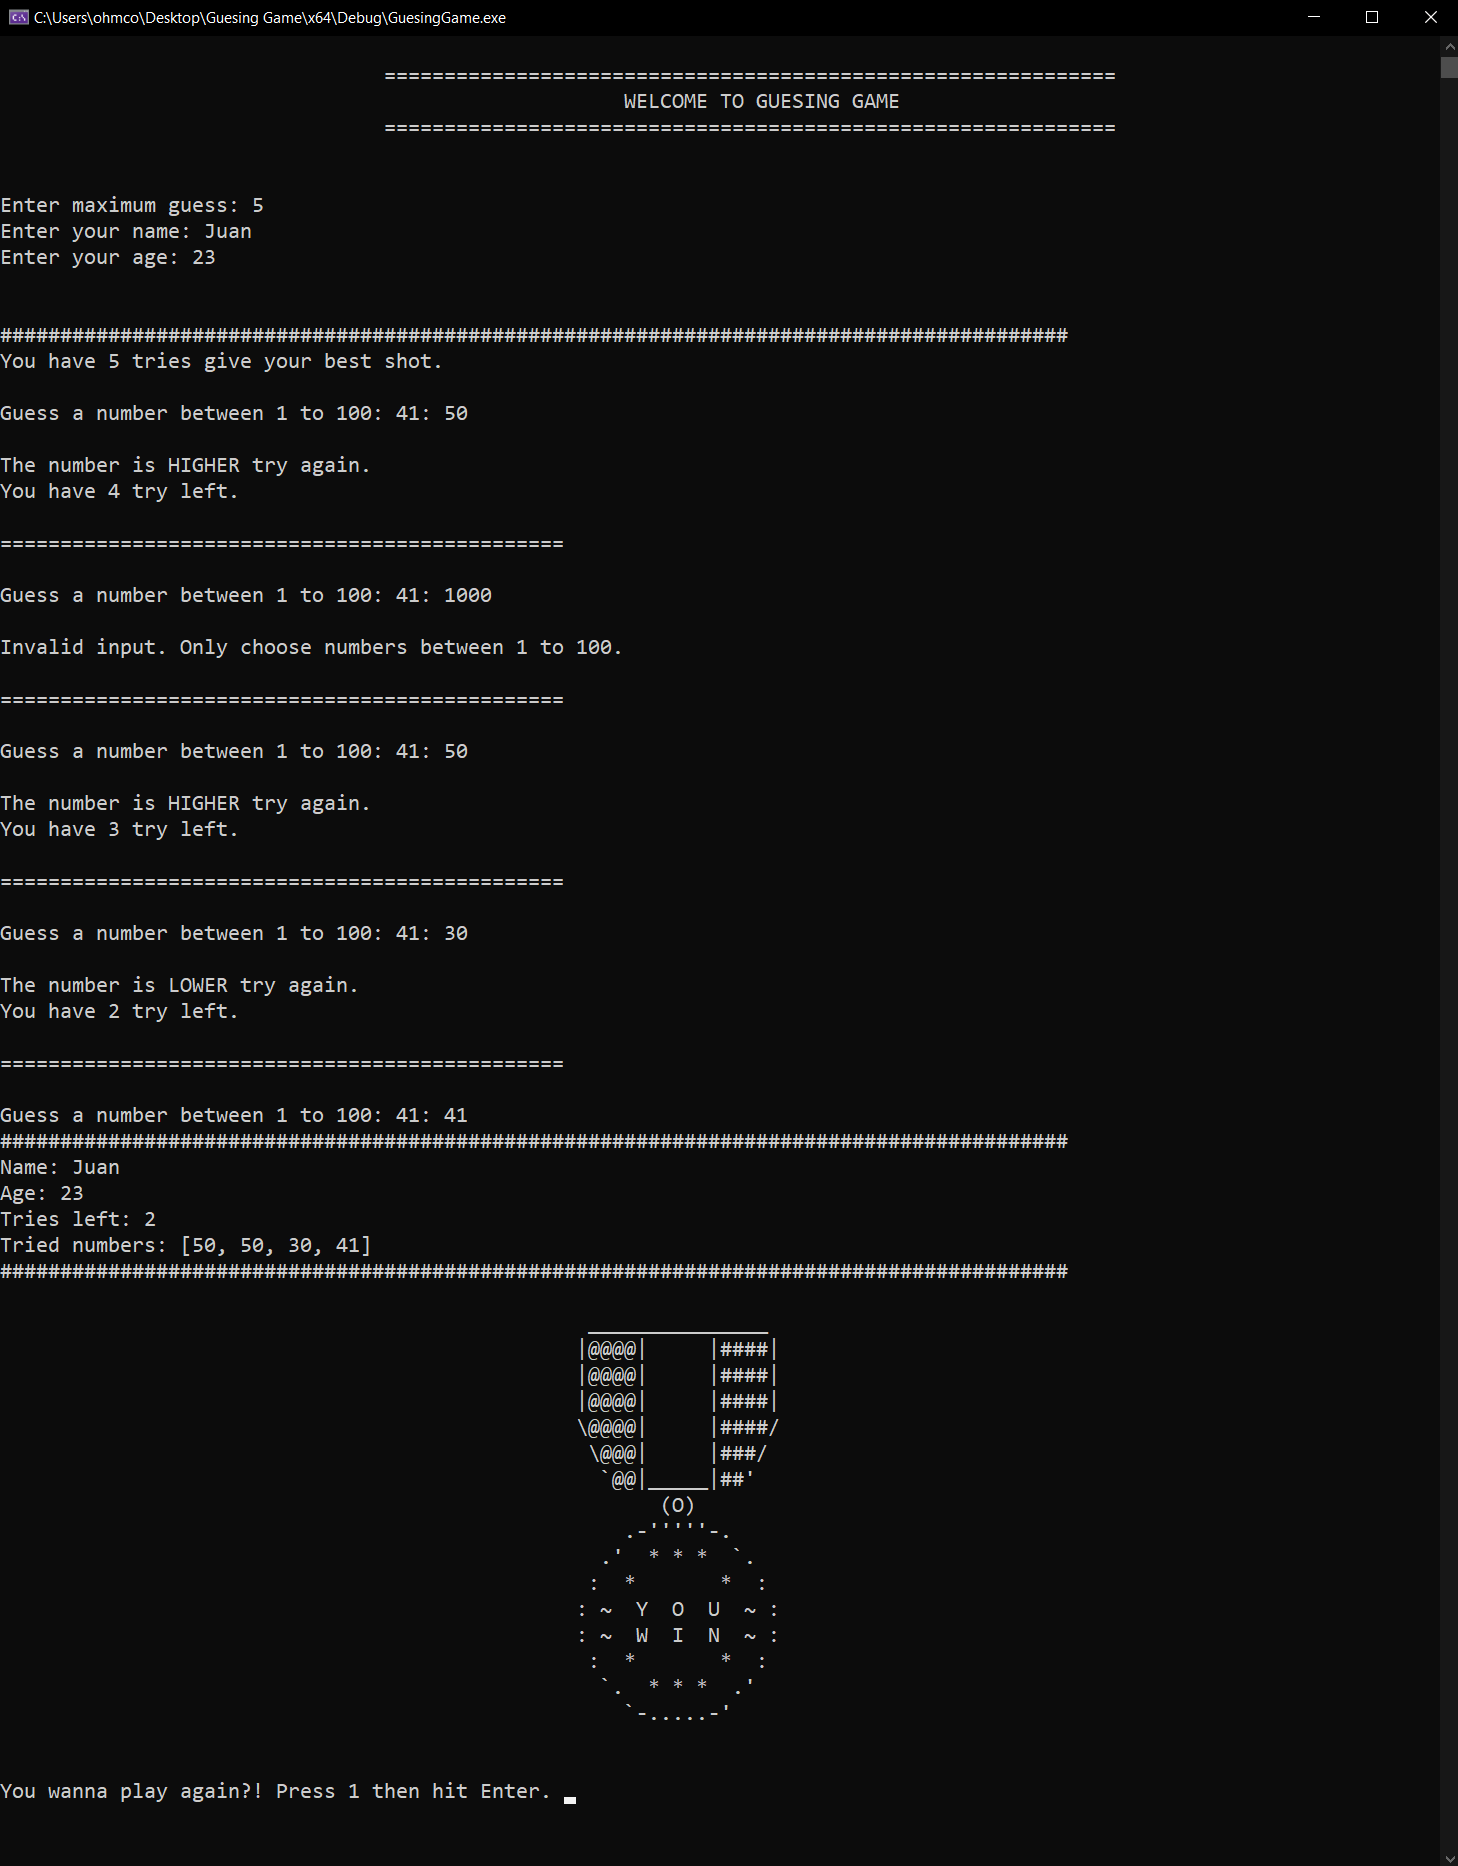 C:\Users\ohmco\Desktop\Guesing Game\x64\Debug\GuesingGame.exe
=============================================================
WELCOME TO GUESING GAME
=============================================================
Enter maximum guess: 5
Enter your name: Juan
Enter your age: 23
#########################################################################################
You have 5 tries give your best shot.
Guess a number between 1 to 100: 41: 50
The number is HIGHER try again.
You have 4 try left.
===============================================
Guess a number between 1 to 100: 41: 1000
Invalid input. Only choose numbers between 1 to 100.
===============================================
Guess a number between 1 to 100: 41: 50
The number is HIGHER try again.
You have 3 try left.
===============================================
Guess a number between 1 to 100: 41: 30
The number is LOWER try again.
You have 2 try left.
===============================================
Guess a number between 1 to 100: 41: 41
#########################################################################################
Name: Juan
Age: 23
Tries left: 2
Tried numbers: [50, 50, 30, 41]
#########################################################################################
 _______________
|@@@@|     |####|
|@@@@|     |####|
|@@@@|     |####|
\@@@@|     |####/
 \@@@|     |###/
  `@@|_____|##'
       (O)
    .-'''''-.
  .'  * * *  `.
 :  *       *  :
: ~  Y  O  U  ~ :
: ~  W  I  N  ~ :
 :  *       *  :
  `.  * * *  .'
    `-.....-'
You wanna play again?! Press 1 then hit Enter.